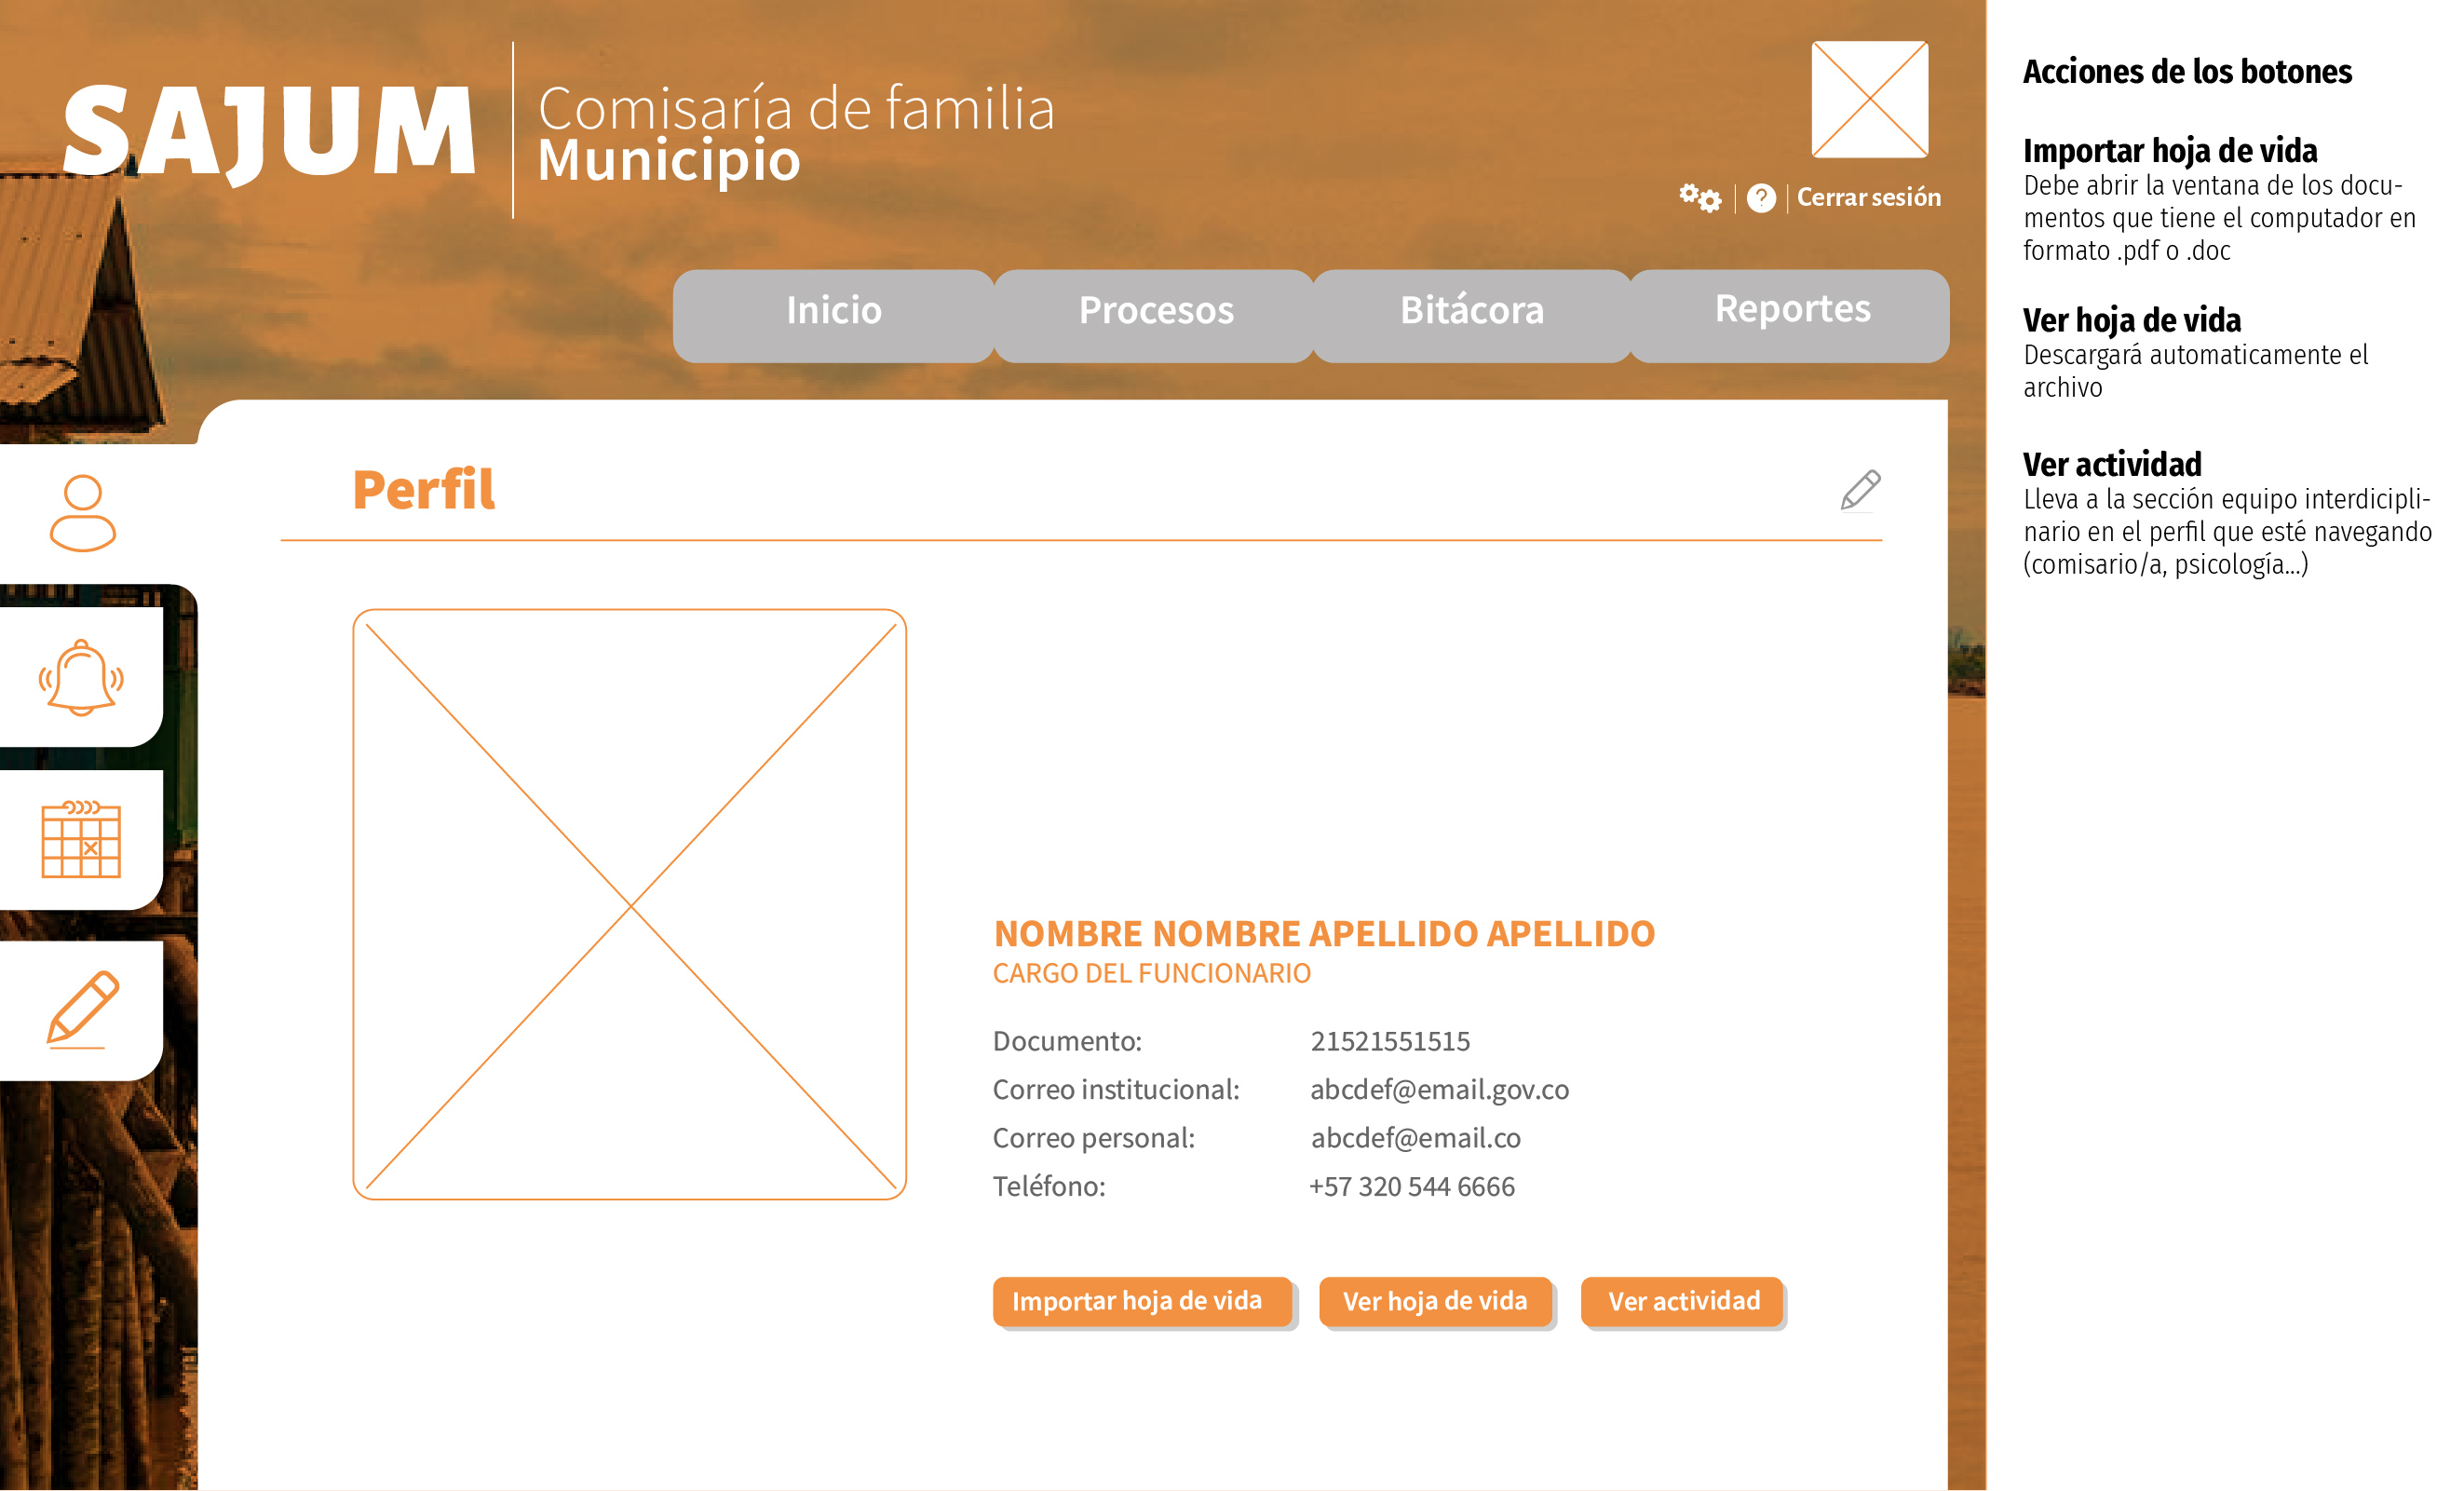 SAJUM
Comisaría de familia
Municipio
? Cerrar sesión
Inicio Procesos Bitácora Reportes
Perfil
NOMBRE NOMBRE APELLIDO APELLIDO
CARGO DEL FUNCIONARIO
Documento: 21521551515
Correo institucional: abcdef@email.gov.co
Correo personal: abcdef@email.co
Teléfono: +57 320 544 6666
Importar hoja de vida Ver hoja de vida Ver actividad
Acciones de los botones
Importar hoja de vida
Debe abrir la ventana de los docu-
mentos que tiene el computador en
formato .pdf o .doc
Ver hoja de vida
Descargará automaticamente el
archivo
Ver actividad
Lleva a la sección equipo interdicipli-
nario en el perfil que esté navegando
(comisario/a, psicología...)